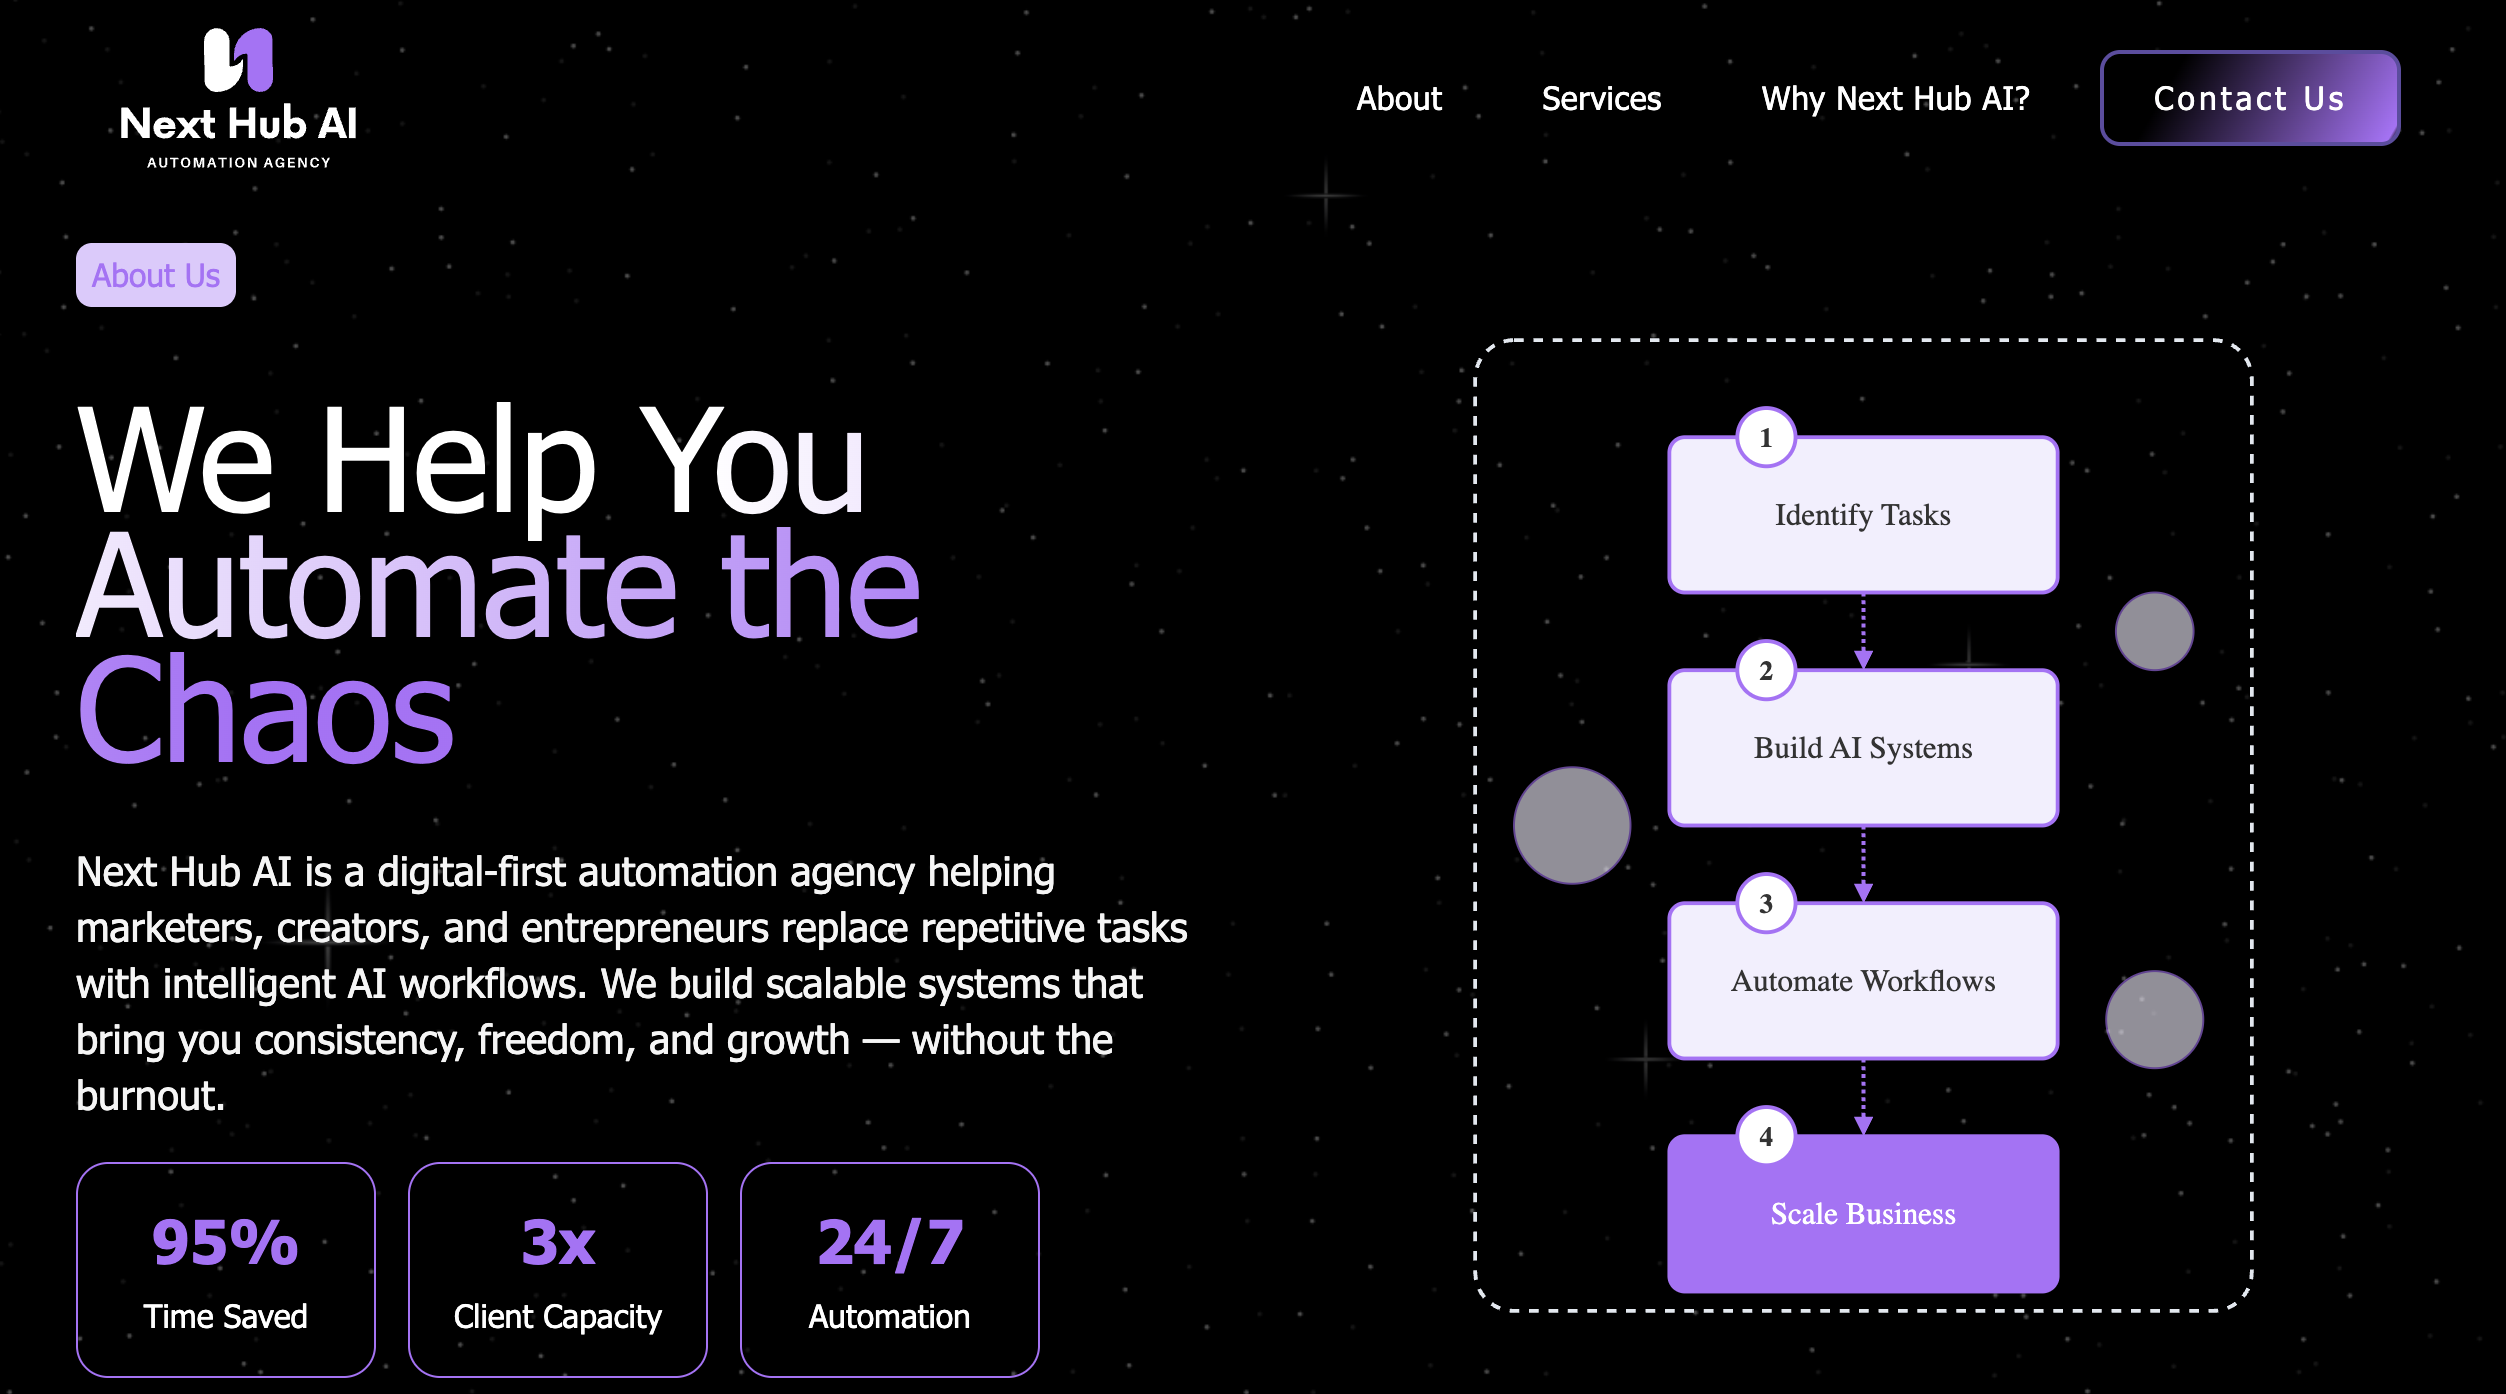 Next Hub AI
AUTOMATION AGENCY
About
Services
Why Next Hub AI?
Contact Us
About Us
We Help You
Automate the
Chaos
Next Hub AI is a digital-first automation agency helping
marketers, creators, and entrepreneurs replace repetitive tasks
with intelligent AI workflows. We build scalable systems that
bring you consistency, freedom, and growth — without the
burnout.
95%
Time Saved
3x
Client Capacity
24/7
Automation
1
Identify Tasks
2
Build AI Systems
3
Automate Workflows
4
Scale Business